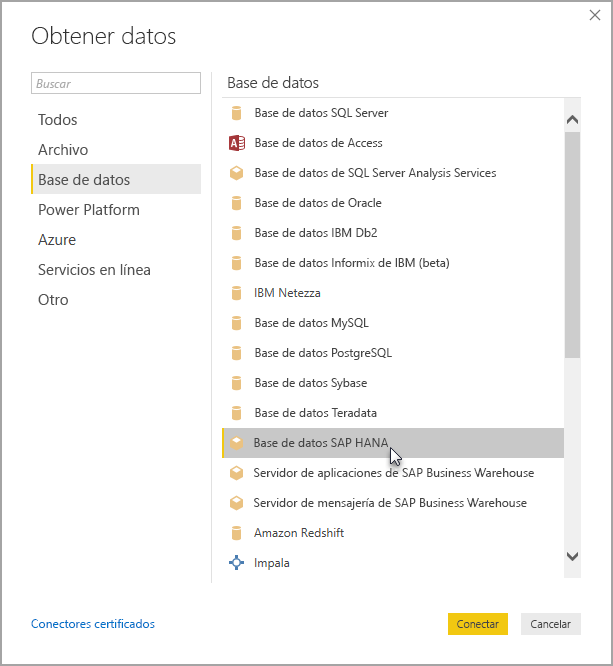 Obtener datos
Buscar
Todos
Archivo
Base de datos
Power Platform
Azure
Servicios en línea
Otro
Base de datos
Base de datos SQL Server
Base de datos de Access
Base de datos de SQL Server Analysis Services
Base de datos de Oracle
Base de datos IBM Db2
Base de datos Informix de IBM (beta)
IBM Netezza
Base de datos MySQL
Base de datos PostgreSQL
Base de datos Sybase
Base de datos Teradata
Base de datos SAP HANA
Servidor de aplicaciones de SAP Business Warehouse
Servidor de mensajería de SAP Business Warehouse
Amazon Redshift
Impala
Conectores certificados
Conectar
Cancelar